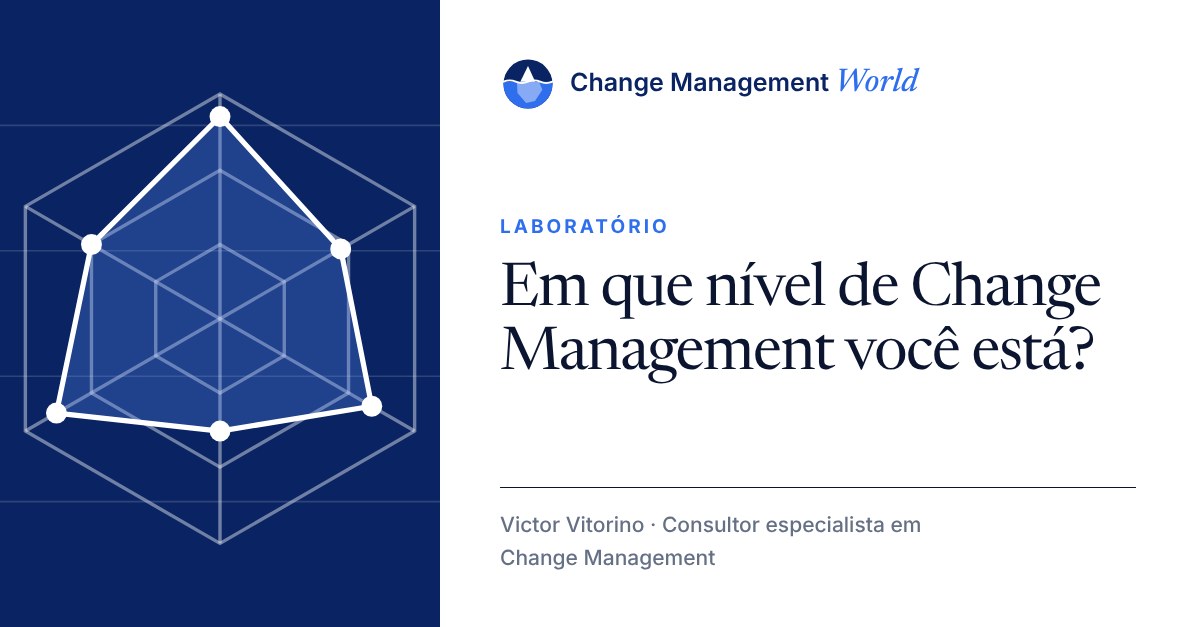 Change Management World
LABORATÓRIO
Em que nível de Change
Management você está?
Victor Vitorino · Consultor especialista em
Change Management